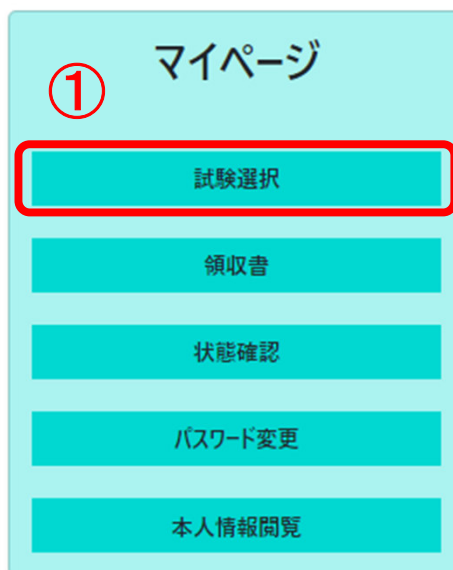 マイページ
①
試験選択
領収書
状態確認
パスワード変更
本人情報閲覧